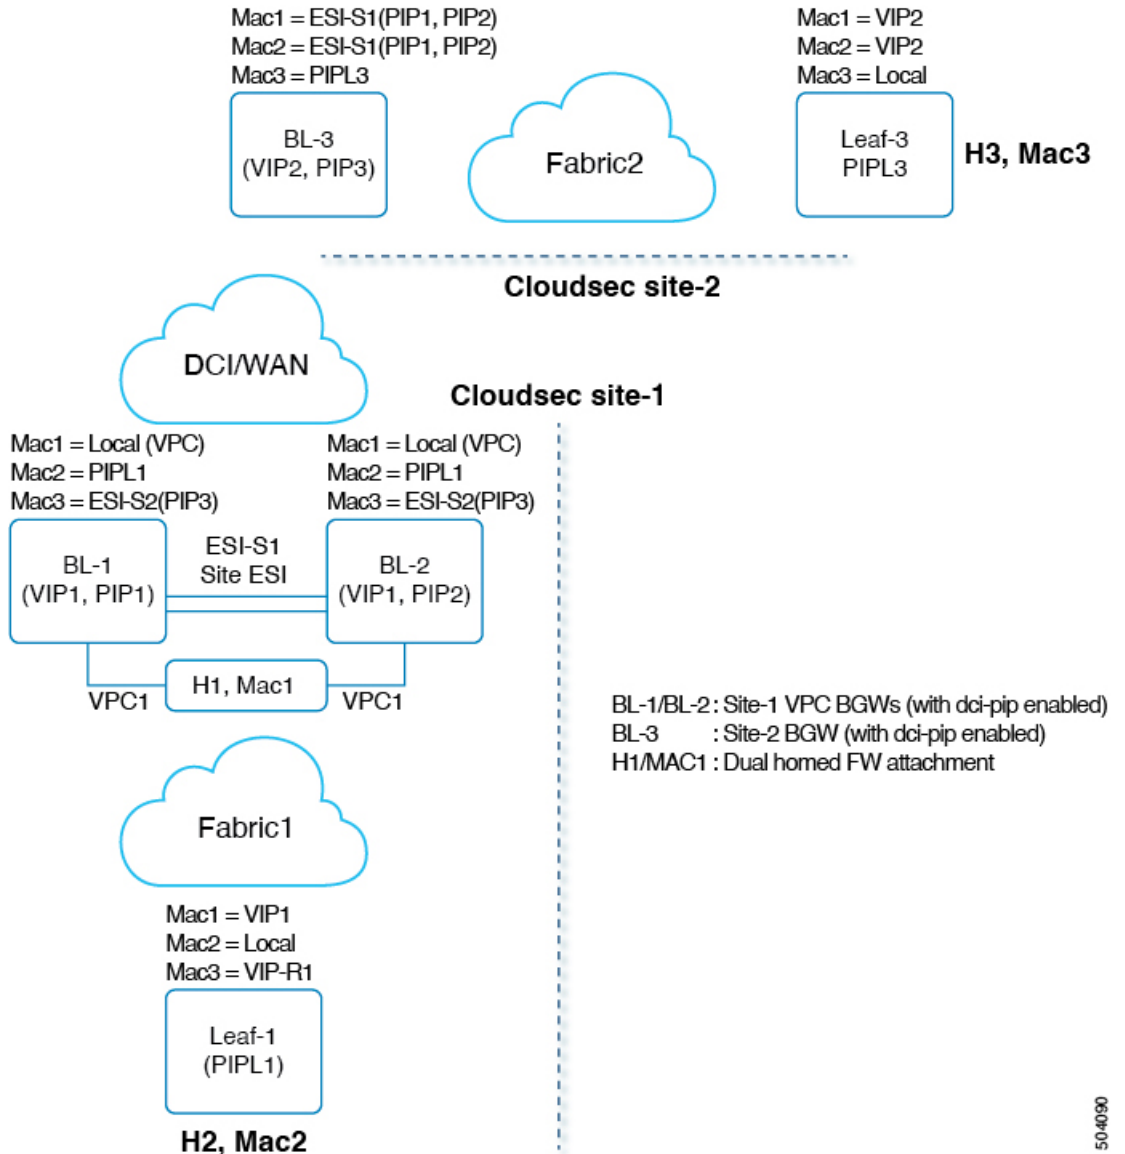 Mac1 = ESI-S1(PIP1, PIP2)
Mac2 = ESI-S1(PIP1, PIP2)
Mac3 = PIPL3
BL-3
(VIP2, PIP3)
Fabric2
Mac1 = VIP2
Mac2 = VIP2
Mac3 = Local
Leaf-3
PIPL3
H3, Mac3
Cloudsec site-2
DCI/WAN
Cloudsec site-1
Mac1 = Local (VPC)
Mac2 = PIPL1
Mac3 = ESI-S2(PIP3)
BL-1
(VIP1, PIP1)
ESI-S1
Site ESI
Mac1 = Local (VPC)
Mac2 = PIPL1
Mac3 = ESI-S2(PIP3)
BL-2
(VIP1, PIP2)
VPC1
H1, Mac1
VPC1
BL-1/BL-2 : Site-1 VPC BGWs (with dci-pip enabled)
BL-3 : Site-2 BGW (with dci-pip enabled)
H1/MAC1 : Dual homed FW attachment
Fabric1
Mac1 = VIP1
Mac2 = Local
Mac3 = VIP-R1
Leaf-1
(PIPL1)
H2, Mac2
504090